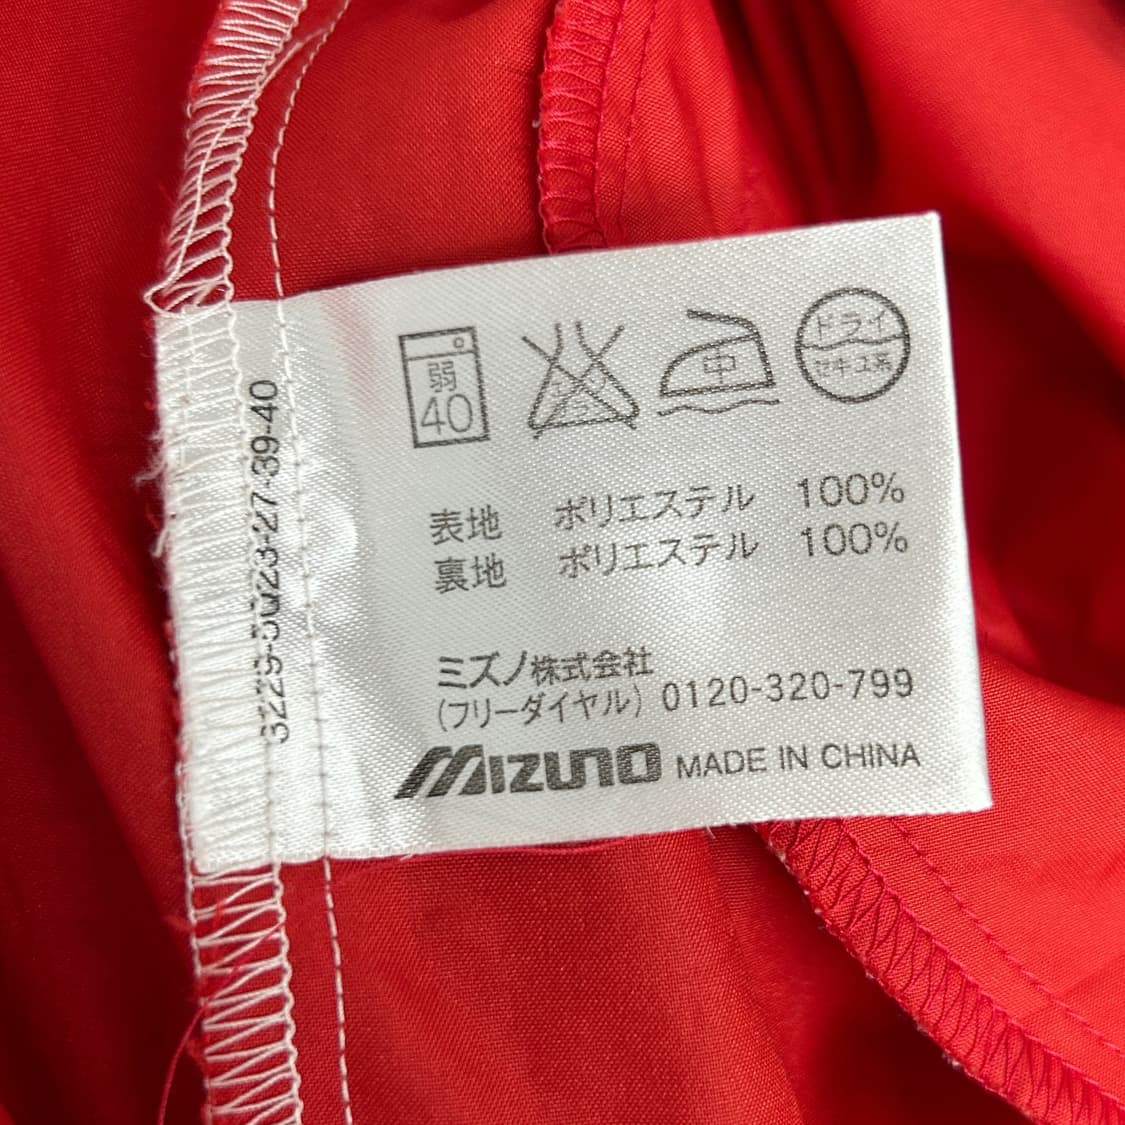 弱
40
中
ドライ
セキユ系
表地 ポリエステル 100%
裏地 ポリエステル 100%
ミズノ株式会社
(フリーダイヤル) 0120-320-799
MIZUNO MADE IN CHINA